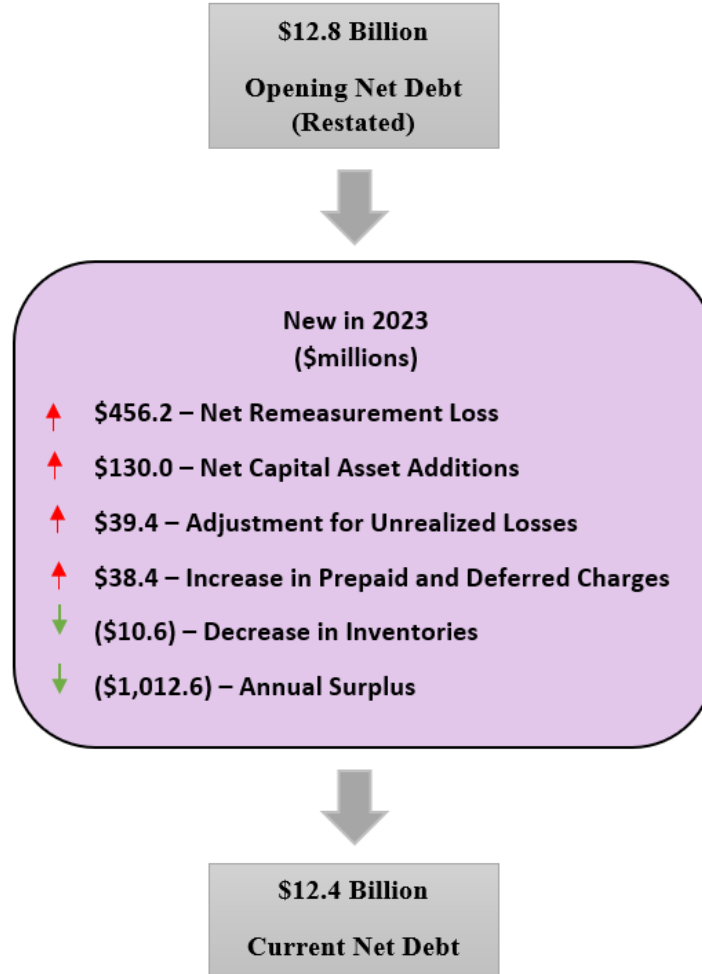 $12.8 Billion
Opening Net Debt
(Restated)
New in 2023
($millions)
$456.2 – Net Remeasurement Loss
$130.0 – Net Capital Asset Additions
$39.4 – Adjustment for Unrealized Losses
$38.4 – Increase in Prepaid and Deferred Charges
($10.6) – Decrease in Inventories
($1,012.6) – Annual Surplus
$12.4 Billion
Current Net Debt